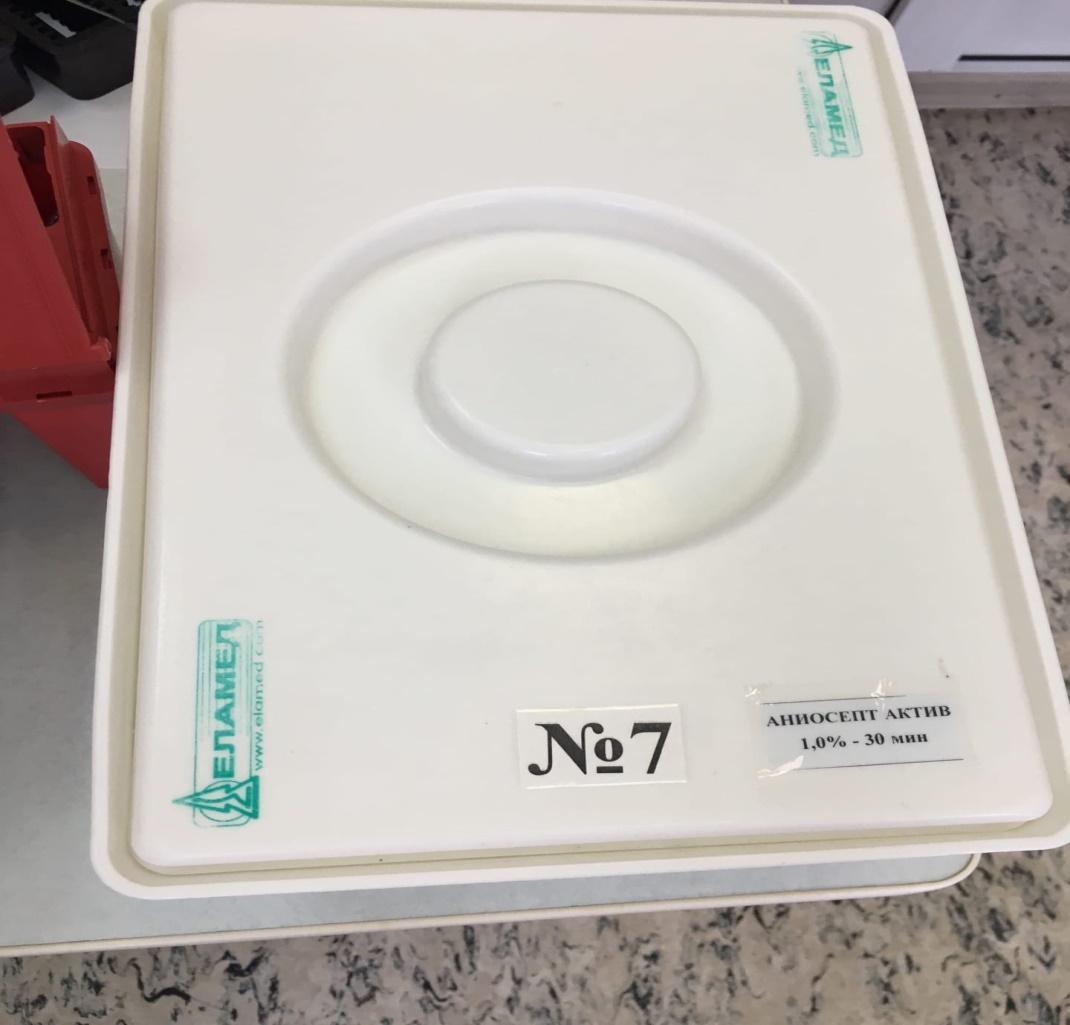 ЕЛАМЕД
www.elamed.com
ЕЛАМЕД
www.elamed com
№7
АНИОСЕПТ АКТИВ
1,0% - 30 мин